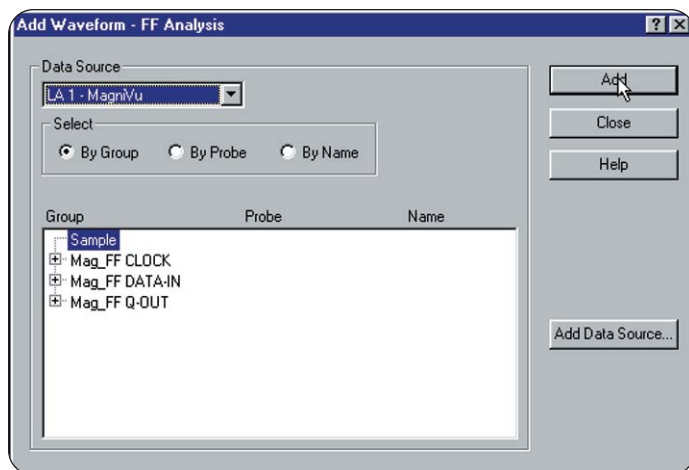 Add Waveform - FF Analysis
Data Source
LA 1 - MagniVu
Add
Select
By Group By Probe By Name
Close
Help
Group Probe Name
Sample
Mag_FF CLOCK
Mag_FF DATA-IN
Mag_FF Q-OUT
Add Data Source...